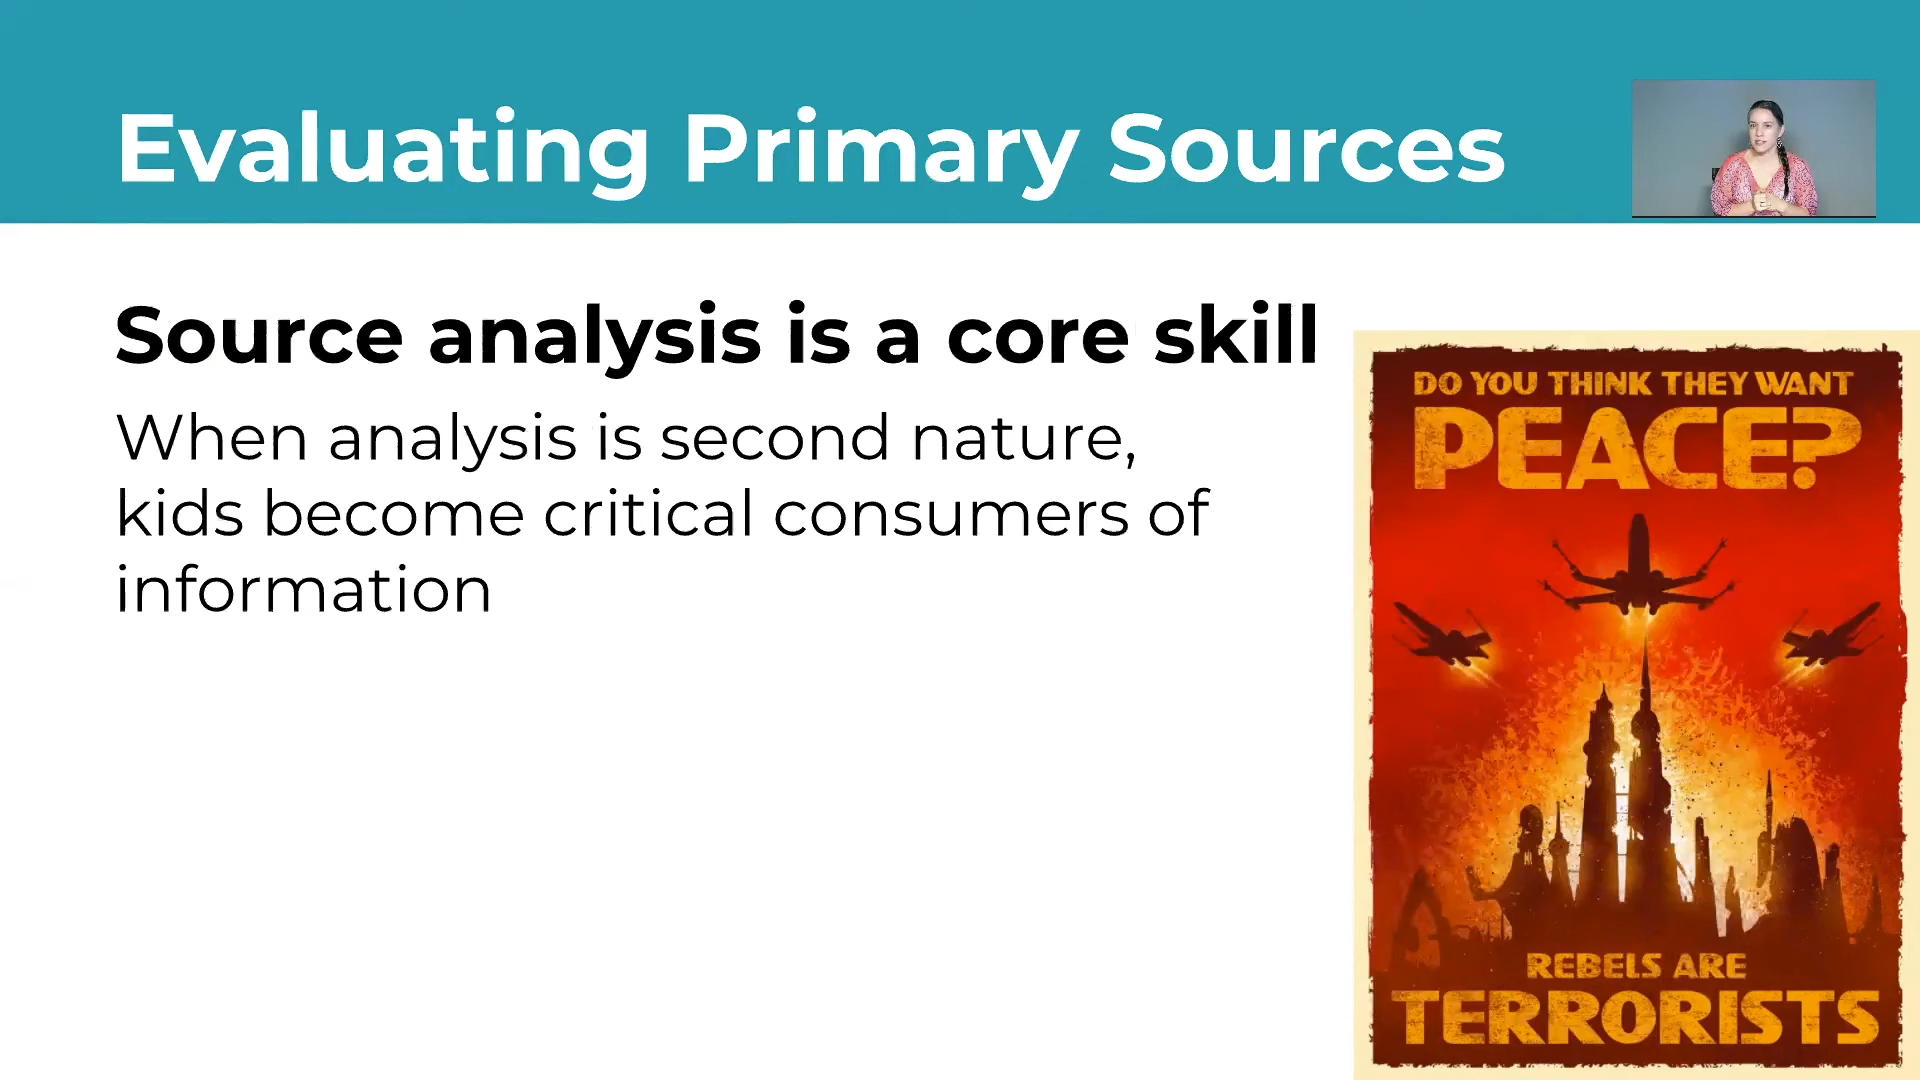 Evaluating Primary Sources
Source analysis is a core skill
When analysis is second nature,
kids become critical consumers of
information
DO YOU THINK THEY WANT
PEACE?
REBELS ARE
TERRORISTS